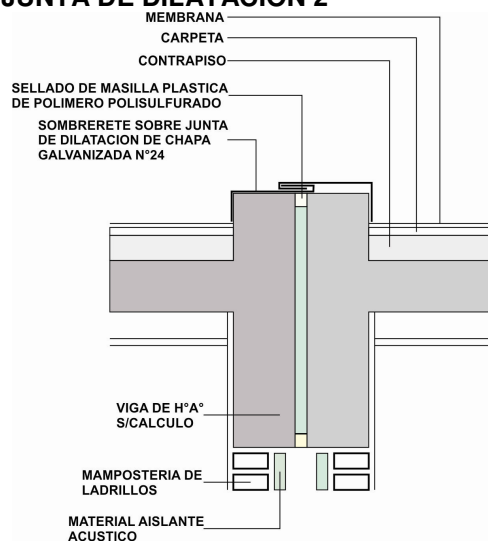 JUNTA DE DILATACION 2
MEMBRANA
CARPETA
CONTRAPISO
SELLADO DE MASILLA PLASTICA
DE POLIMERO POLISULFURADO
SOMBRERETE SOBRE JUNTA
DE DILATACION DE CHAPA
GALVANIZADA N°24
VIGA DE H°A°
S/CALCULO
MAMPOSTERIA DE
LADRILLOS
MATERIAL AISLANTE
ACUSTICO